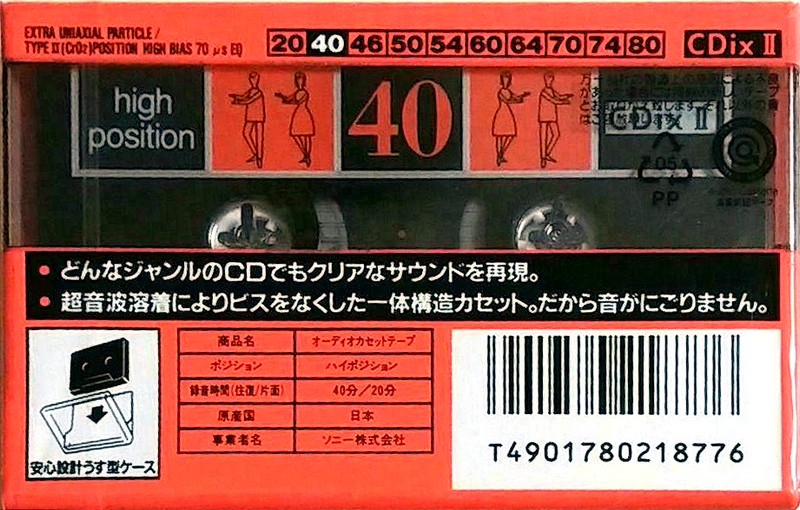 EXTRA UNIAXIAL PARTICLE/
TYPE II(CrO2)POSITION HIGH BIAS 70 μs EQ
20 40 46 50 54 60 64 70 74 80
CDix II
high
position
40
CDix II
PP
● どんなジャンルのCDでもクリアなサウンドを再現。
● 超音波溶着によりビスをなくした一体構造カセット。だから音がにごりません。
商品名 オーディオカセットテープ
ポジション ハイポジション
録音時間(往復/片面) 40分/20分
原産国 日本
事業者名 ソニー株式会社
安心設計うす型ケース
T4901780218776